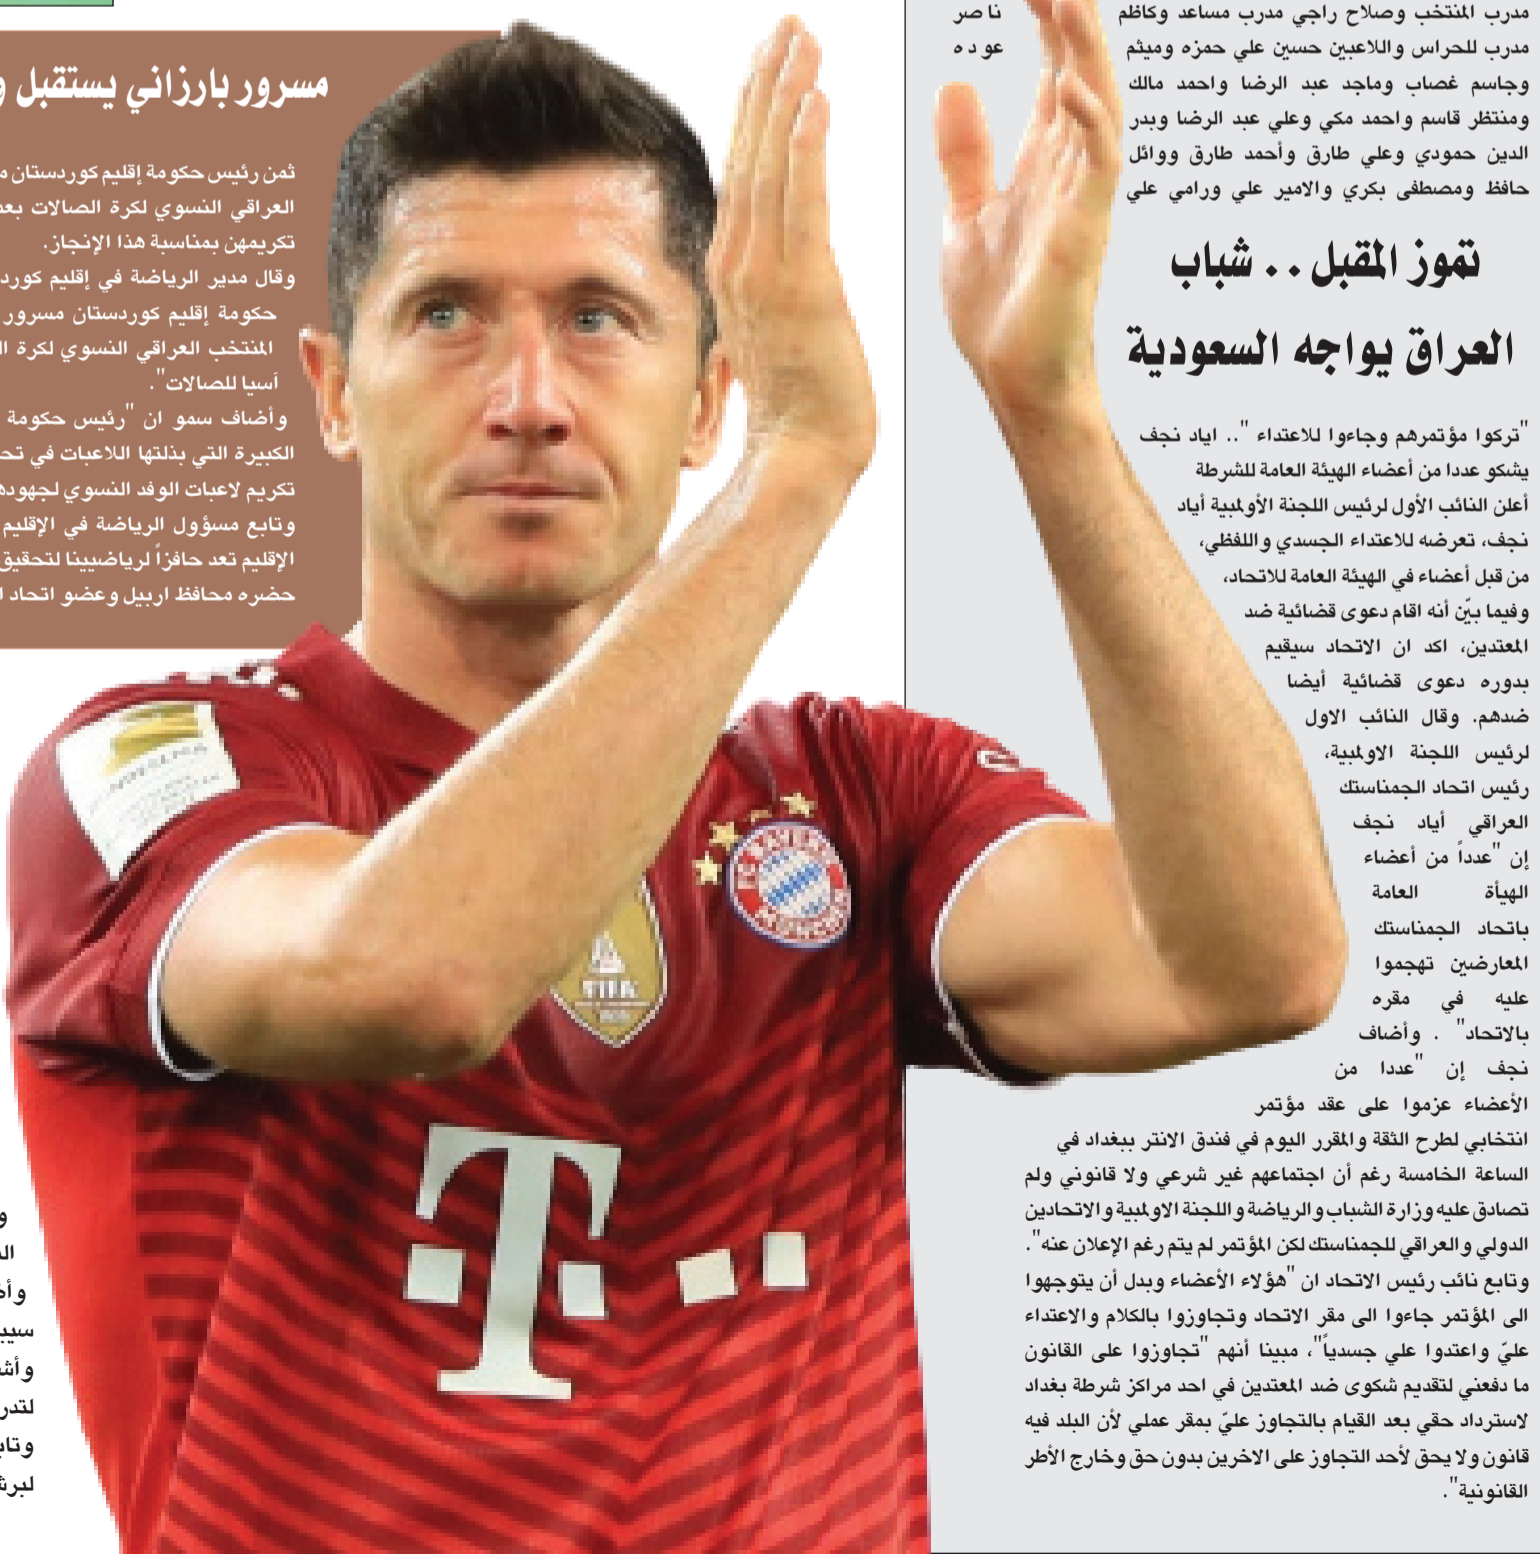 مدرب المنتخب وصلاح راجي مدرب مساعد وكاظم ناصر
مدرب للحراس واللاعبين حسين علي حمزه وميثم عوده
وجاسم غصاب وماجد عبد الرضا واحمد مالك
ومنتظر قاسم واحمد مكي وعلي عبد الرضا وبدر
الدين حمودي وعلي طارق وأحمد طارق ووائل
حافظ ومصطفى بكري والامير علي ورامي علي
تموز المقبل .. شباب
العراق يواجه السعودية
"تركوا مؤتمرهم وجاءوا للاعتداء ".. اياد نجف
يشكو عددا من أعضاء الهيئة العامة للشرطة
أعلن النائب الأول لرئيس اللجنة الأولمبية أياد
نجف، تعرضه للاعتداء الجسدي واللفظي،
من قبل أعضاء في الهيئة العامة للاتحاد،
وفيما بيّن أنه اقام دعوى قضائية ضد
المعتدين، اكد ان الاتحاد سيقيم
بدوره دعوى قضائية أيضا
ضدهم. وقال النائب الاول
لرئيس اللجنة الاولمبية،
رئيس اتحاد الجمناستك
العراقي أياد نجف
إن "عدداً من أعضاء
الهيأة العامة
باتحاد الجمناستك
المعارضين تهجموا
عليه في مقره
بالاتحاد" . وأضاف
نجف إن "عددا من
الأعضاء عزموا على عقد مؤتمر
انتخابي لطرح الثقة والمقرر اليوم في فندق الانتر ببغداد في
الساعة الخامسة رغم أن اجتماعهم غير شرعي ولا قانوني ولم
تصادق عليه وزارة الشباب والرياضة واللجنة الاولمبية والاتحادين
الدولي والعراقي للجمناستك لكن المؤتمر لم يتم رغم الإعلان عنه".
وتابع نائب رئيس الاتحاد ان "هؤلاء الأعضاء وبدل أن يتوجهوا
الى المؤتمر جاءوا الى مقر الاتحاد وتجاوزوا بالكلام والاعتداء
عليّ واعتدوا علي جسدياً"، مبينا أنهم "تجاوزوا على القانون
ما دفعني لتقديم شكوى ضد المعتدين في احد مراكز شرطة بغداد
لاسترداد حقي بعد القيام بالتجاوز عليّ بمقر عملي لأن البلد فيه
قانون ولا يحق لأحد التجاوز على الاخرين بدون حق وخارج الأطر
القانونية".
مسرور بارزاني يستقبل
ثمن رئيس حكومة إقليم كوردستان
العراقي النسوي لكرة الصالات
تكريمهن بمناسبة هذا الإنجاز.
وقال مدير الرياضة في إقليم
حكومة إقليم كوردستان مسرور
المنتخب العراقي النسوي لكرة
آسيا للصالات".
وأضاف سمو ان "رئيس حكومة
الكبيرة التي بذلتها اللاعبات في
تكريم لاعبات الوفد النسوي
وتابع مسؤول الرياضة في الإقليم
الإقليم تعد حافزاً لرياضيينا لتحقيق
حضره محافظ اربيل وعضو اتحاد
FC BAYERN
MÜNCHEN
FIFA
T